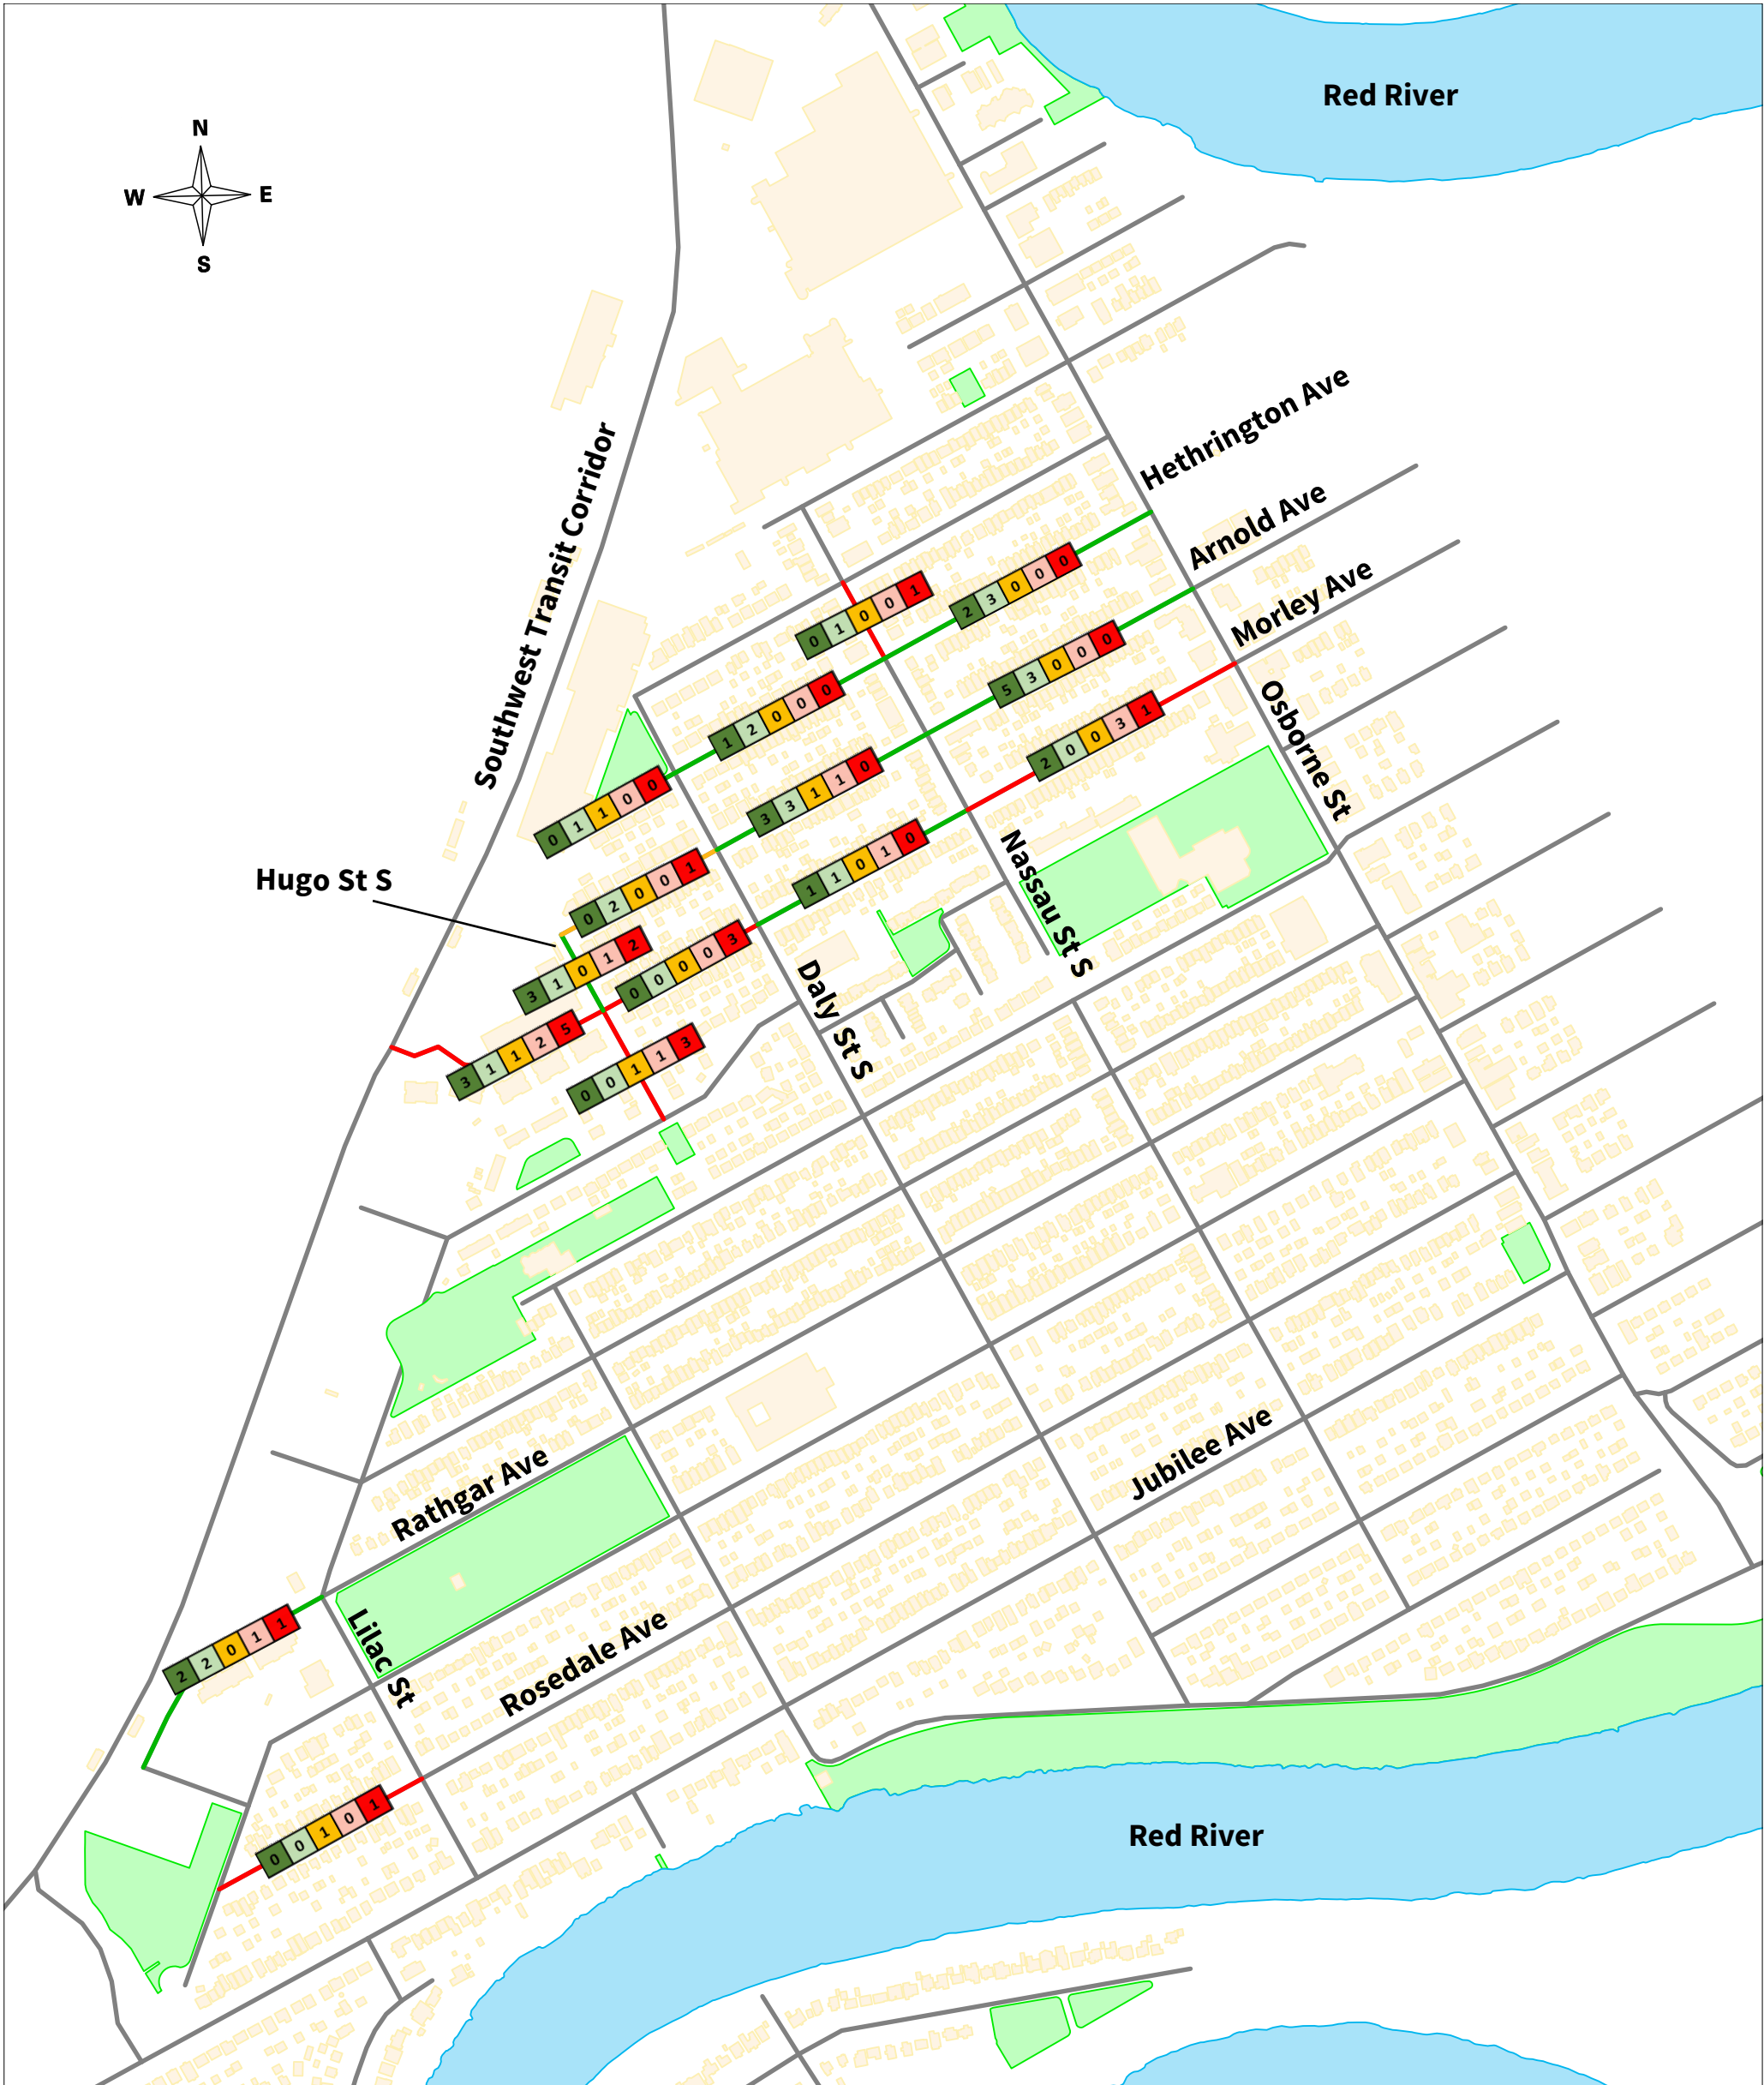 Red River
N
W E
S
Hethrington Ave
Arnold Ave
Southwest Transit Corridor
Morley Ave
0 1 0 0 1
2 3 0 0 0
5 3 0 0 0
1 2 0 0 0
Osborne St
2 0 0 3 1
0 1 1 0 0
3 3 1 1 0
Hugo St S
0 2 0 0 1
1 1 0 1 0
Nassau St S
3 1 0 1 2
0 0 0 0 3
Daly St S
3 1 1 2 5
0 0 1 1 3
Jubilee Ave
Rathgar Ave
2 2 0 1 1
Lilac St
Rosedale Ave
0 0 1 0 1
Red River